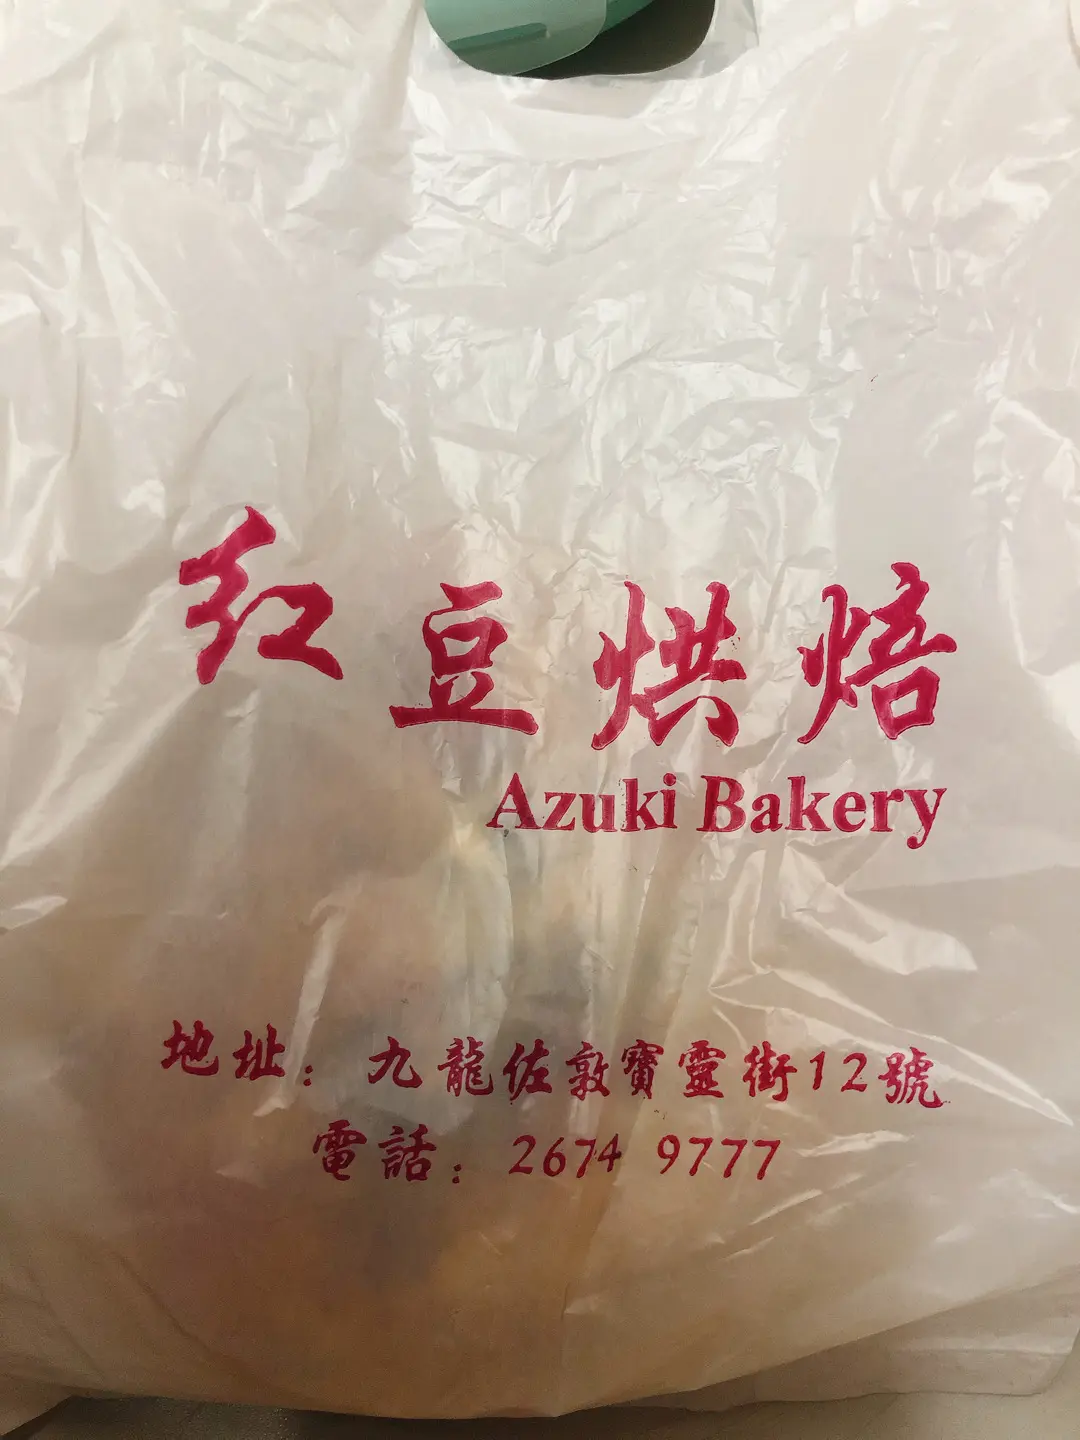 红豆烘焙
Azuki Bakery
地址：九龍佐敦寶靈街12號
電話：2674 9777